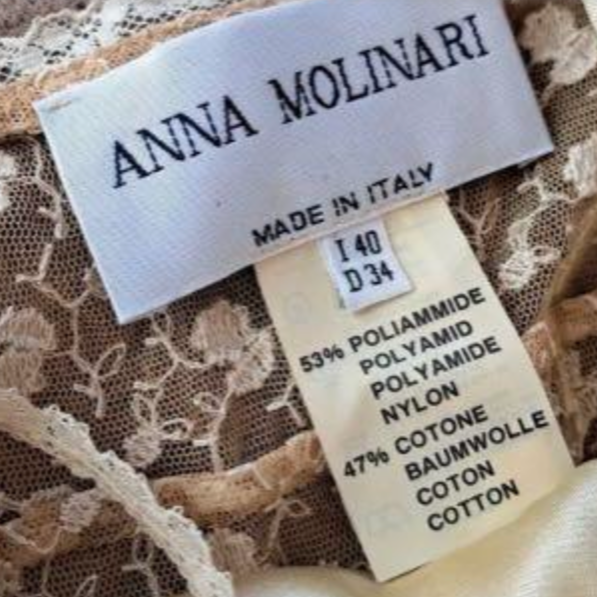 ANNA MOLINARI
MADE IN ITALY
I 40
D 34
53% POLIAMMIDE
POLYAMID
POLYAMIDE
NYLON
47% COTONE
BAUMWOLLE
COTON
COTTON